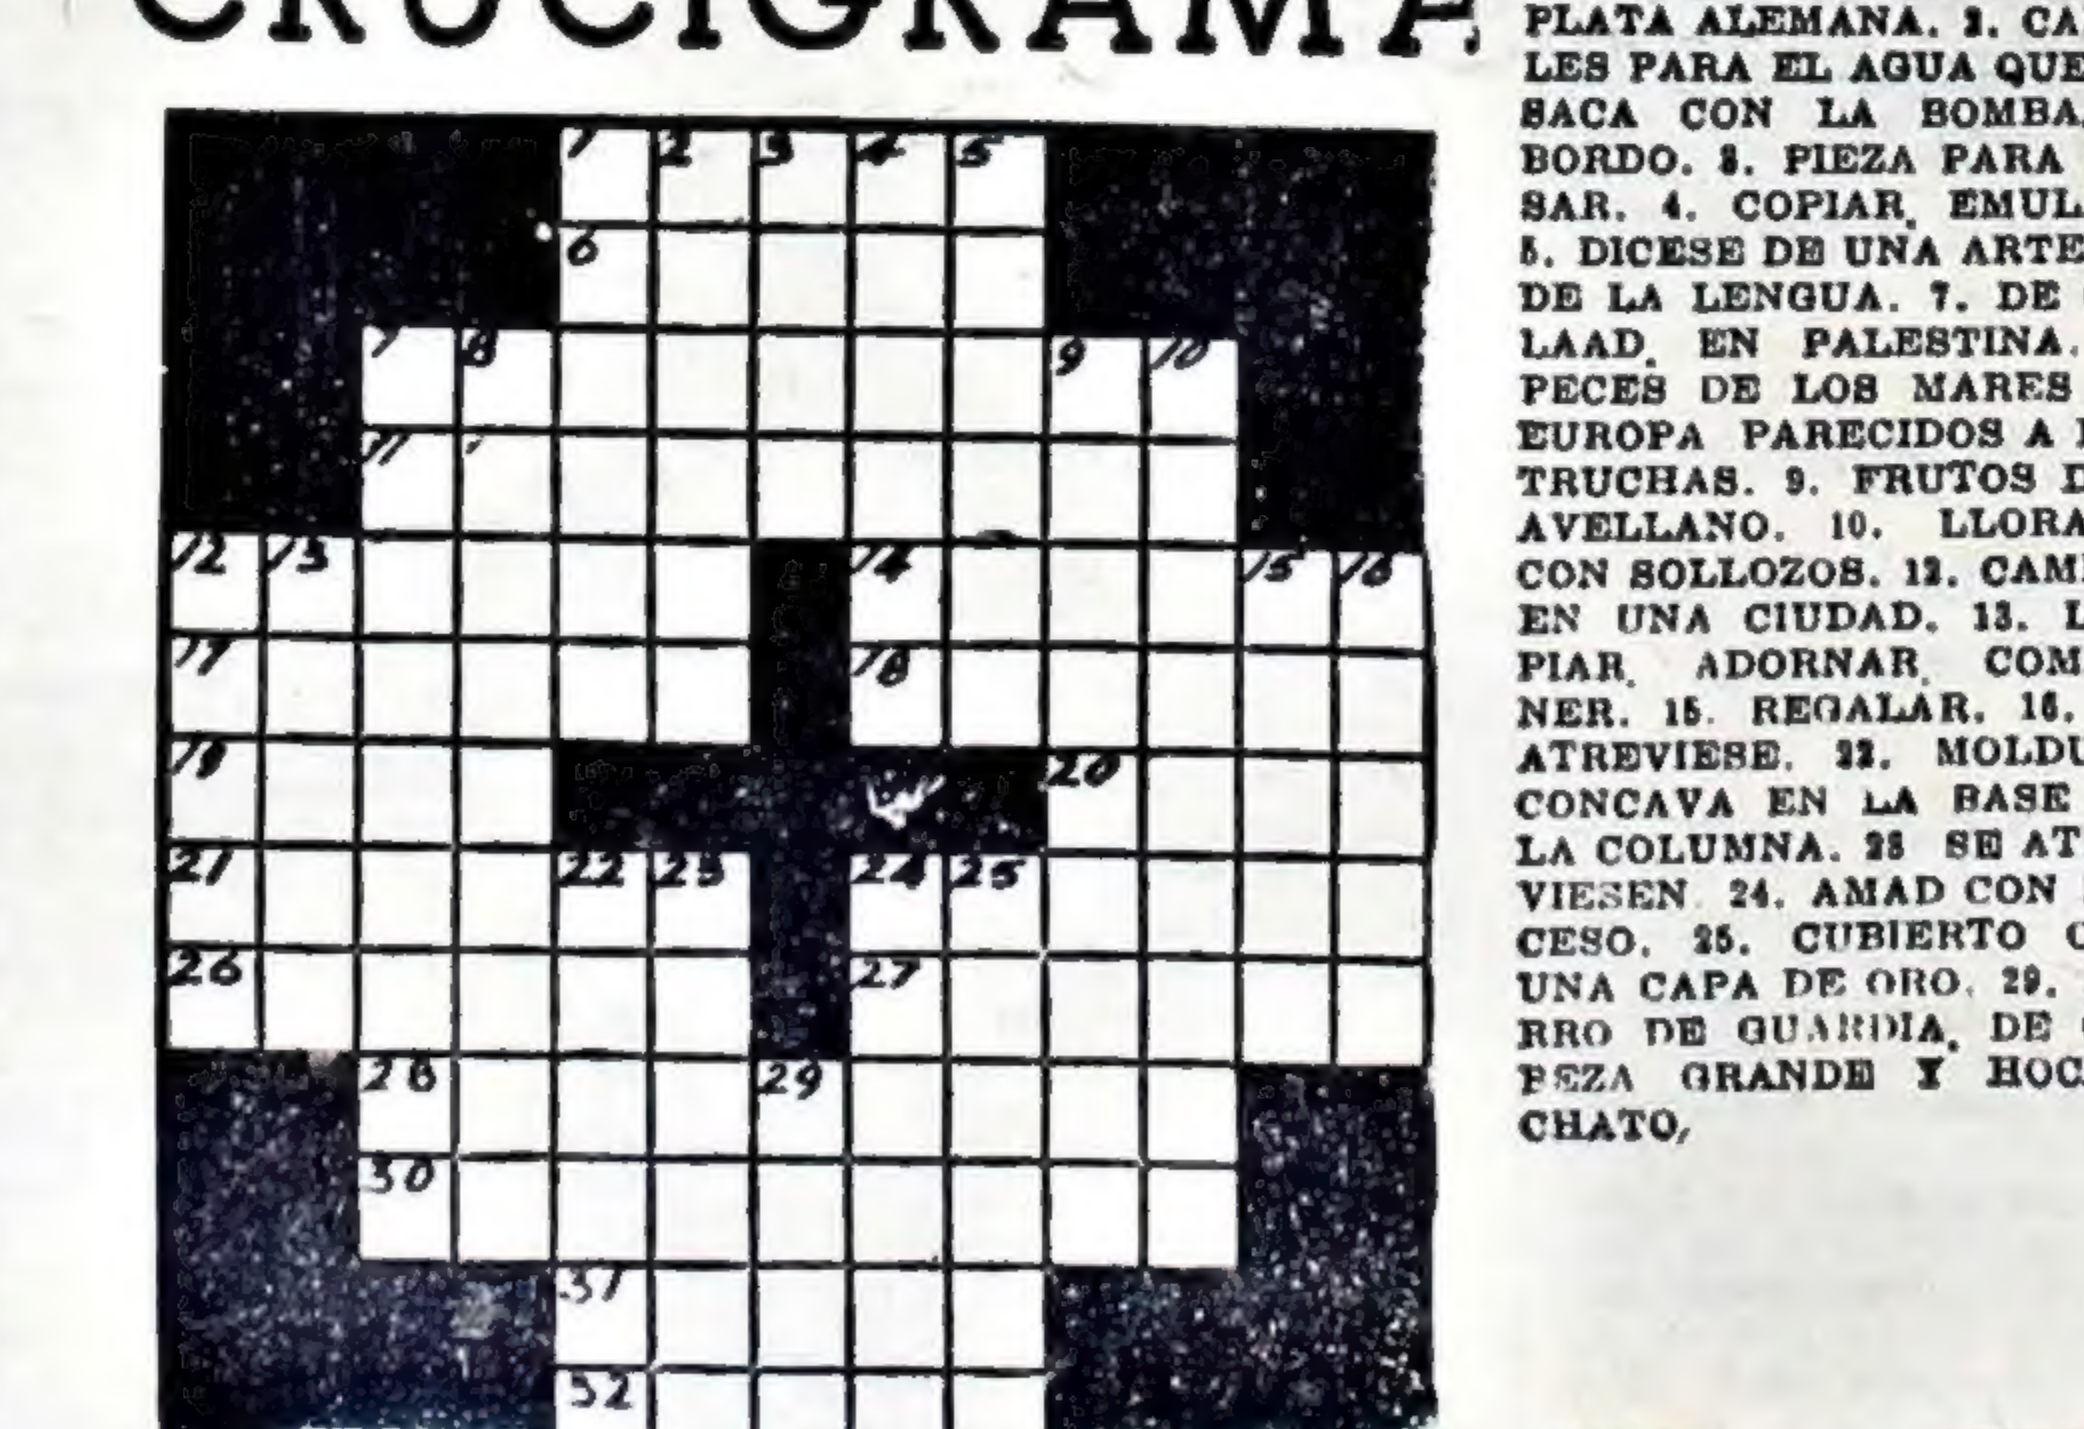 CRUCIGRAMA
1 2 3 4 5
6
7 8 9 10
11
12 13 14 15 16
17 18
19 20
21 22 23 24 25
26 27
28 29
30
31
32
PLATA ALEMANA. 2. CA
LES PARA EL AGUA QUE
SACA CON LA BOMBA,
BORDO. 3. PIEZA PARA
SAR. 4. COPIAR, EMUL
5. DICESE DE UNA ARTE
DE LA LENGUA. 7. DE
LAAD, EN PALESTINA.
PECES DE LOS MARES
EUROPA PARECIDOS A
TRUCHAS. 9. FRUTOS D
AVELLANO. 10. LLORA
CON SOLLOZOS. 12. CAM
EN UNA CIUDAD. 13. L
PIAR, ADORNAR, COM
NER. 15. REGALAR. 16.
ATREVIESE. 22. MOLDU
CONCAVA EN LA BASE
LA COLUMNA. 23 SE AT
VIESEN. 24. AMAD CON
CESO. 25. CUBIERTO C
UNA CAPA DE ORO. 29.
RRO DE GUARDIA, DE
BEZA GRANDE Y HOC
CHATO,